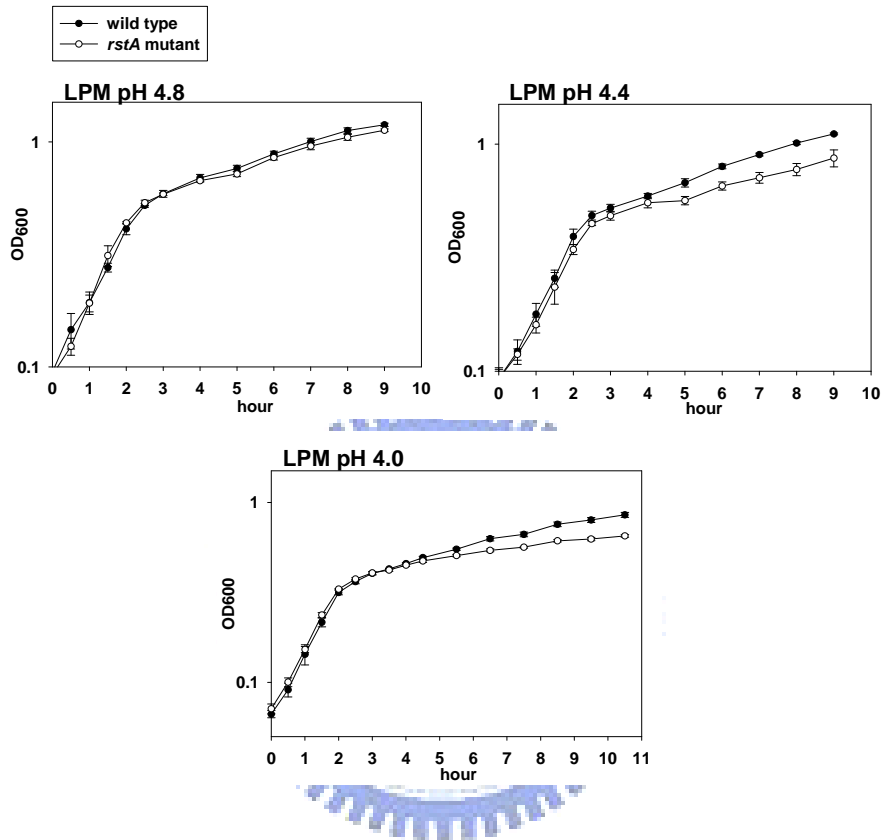 wild type
rstA mutant
LPM pH 4.8
1
OD600
0.1
0 1 2 3 4 5 6 7 8 9 10
hour
LPM pH 4.4
1
OD600
0.1
0 1 2 3 4 5 6 7 8 9 10
hour
LPM pH 4.0
1
OD600
0.1
0 1 2 3 4 5 6 7 8 9 10 11
hour